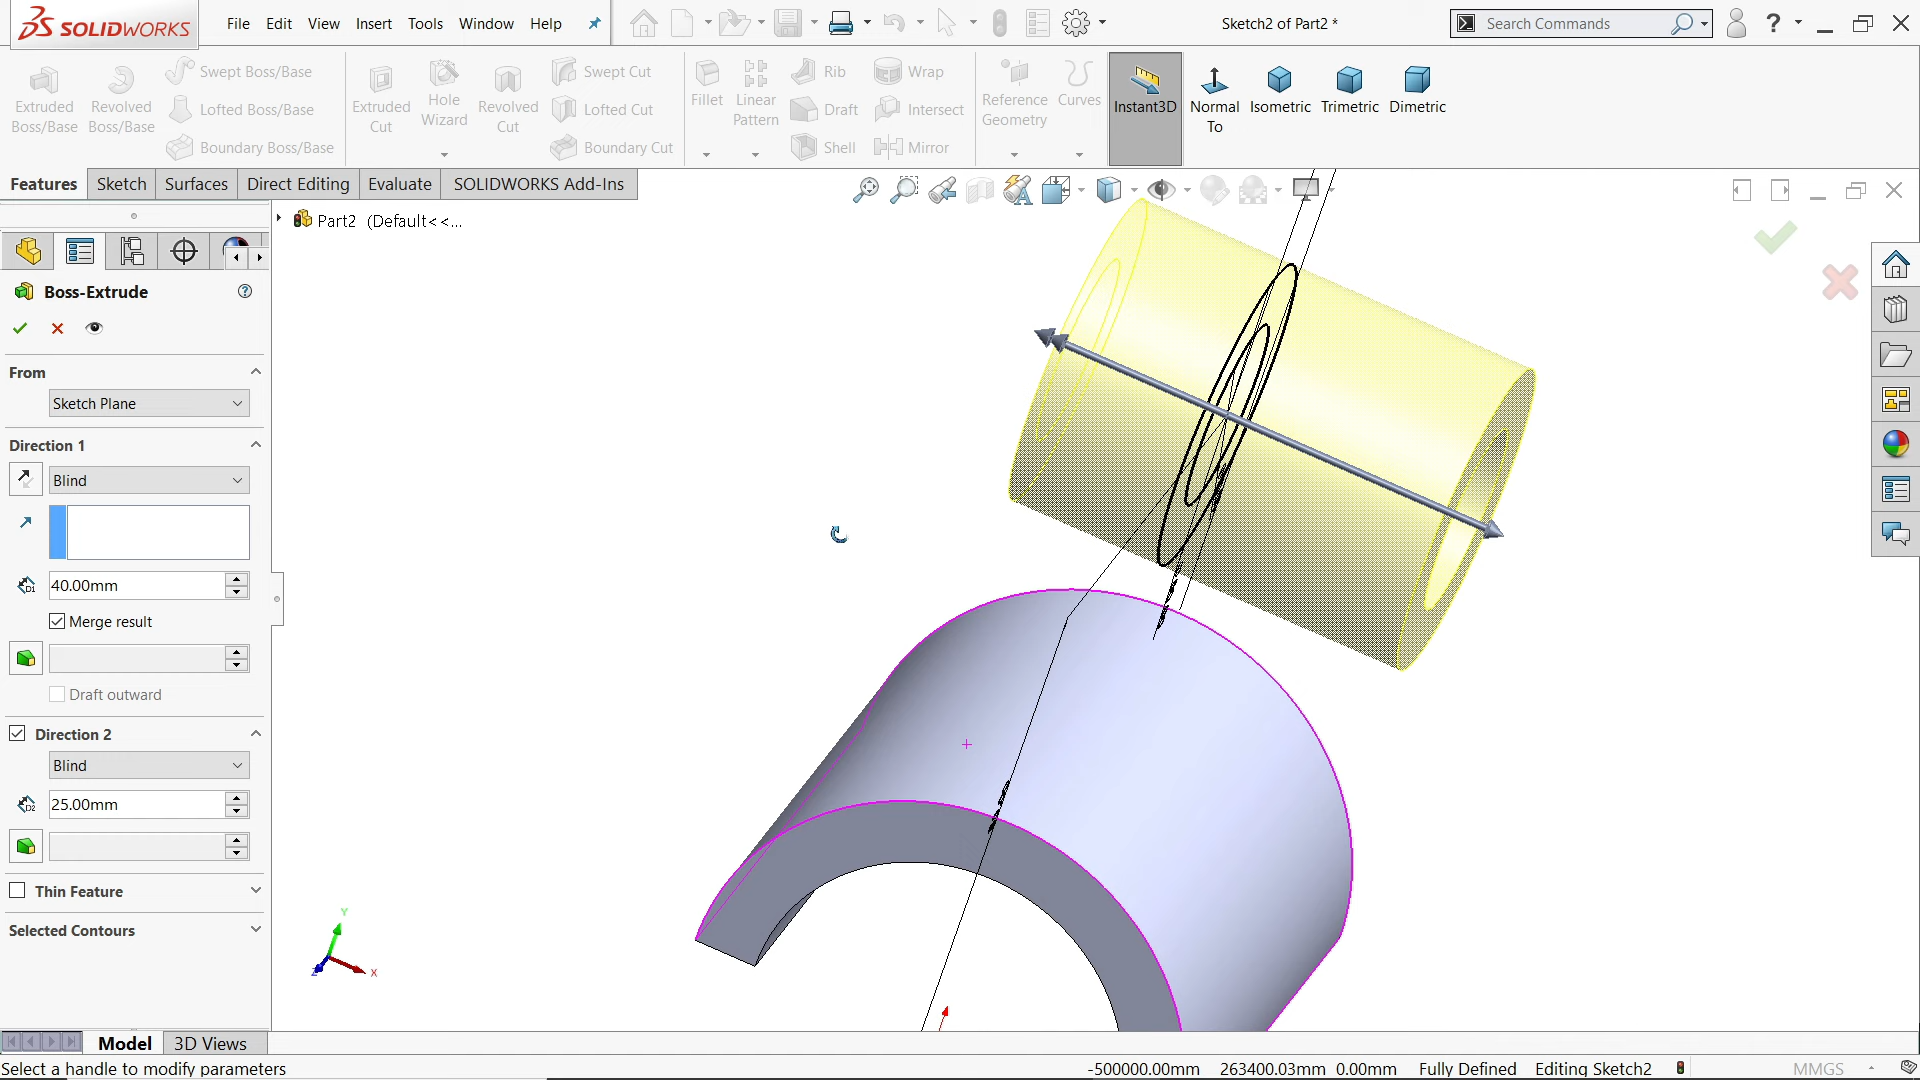 SOLIDWORKS File Edit View Insert Tools Window Help Sketch2 of Part2 * Search Commands ?
Extruded Boss/Base
Revolved Boss/Base
Swept Boss/Base
Lofted Boss/Base
Boundary Boss/Base
Extruded Cut
Hole Wizard
Revolved Cut
Swept Cut
Lofted Cut
Boundary Cut
Fillet
Linear Pattern
Rib
Draft
Shell
Wrap
Intersect
Mirror
Reference Geometry
Curves
Instant3D
Normal To
Isometric
Trimetric
Dimetric
Features Sketch Surfaces Direct Editing Evaluate SOLIDWORKS Add-Ins
Part2 (Default<<...
Boss-Extrude
From
Sketch Plane
Direction 1
Blind
D1 40.00mm
Merge result
Draft outward
Direction 2
Blind
D2 25.00mm
Thin Feature
Selected Contours
Y
X
Z
Model 3D Views
Select a handle to modify parameters -500000.00mm 263400.03mm 0.00mm Fully Defined Editing Sketch2 MMGS